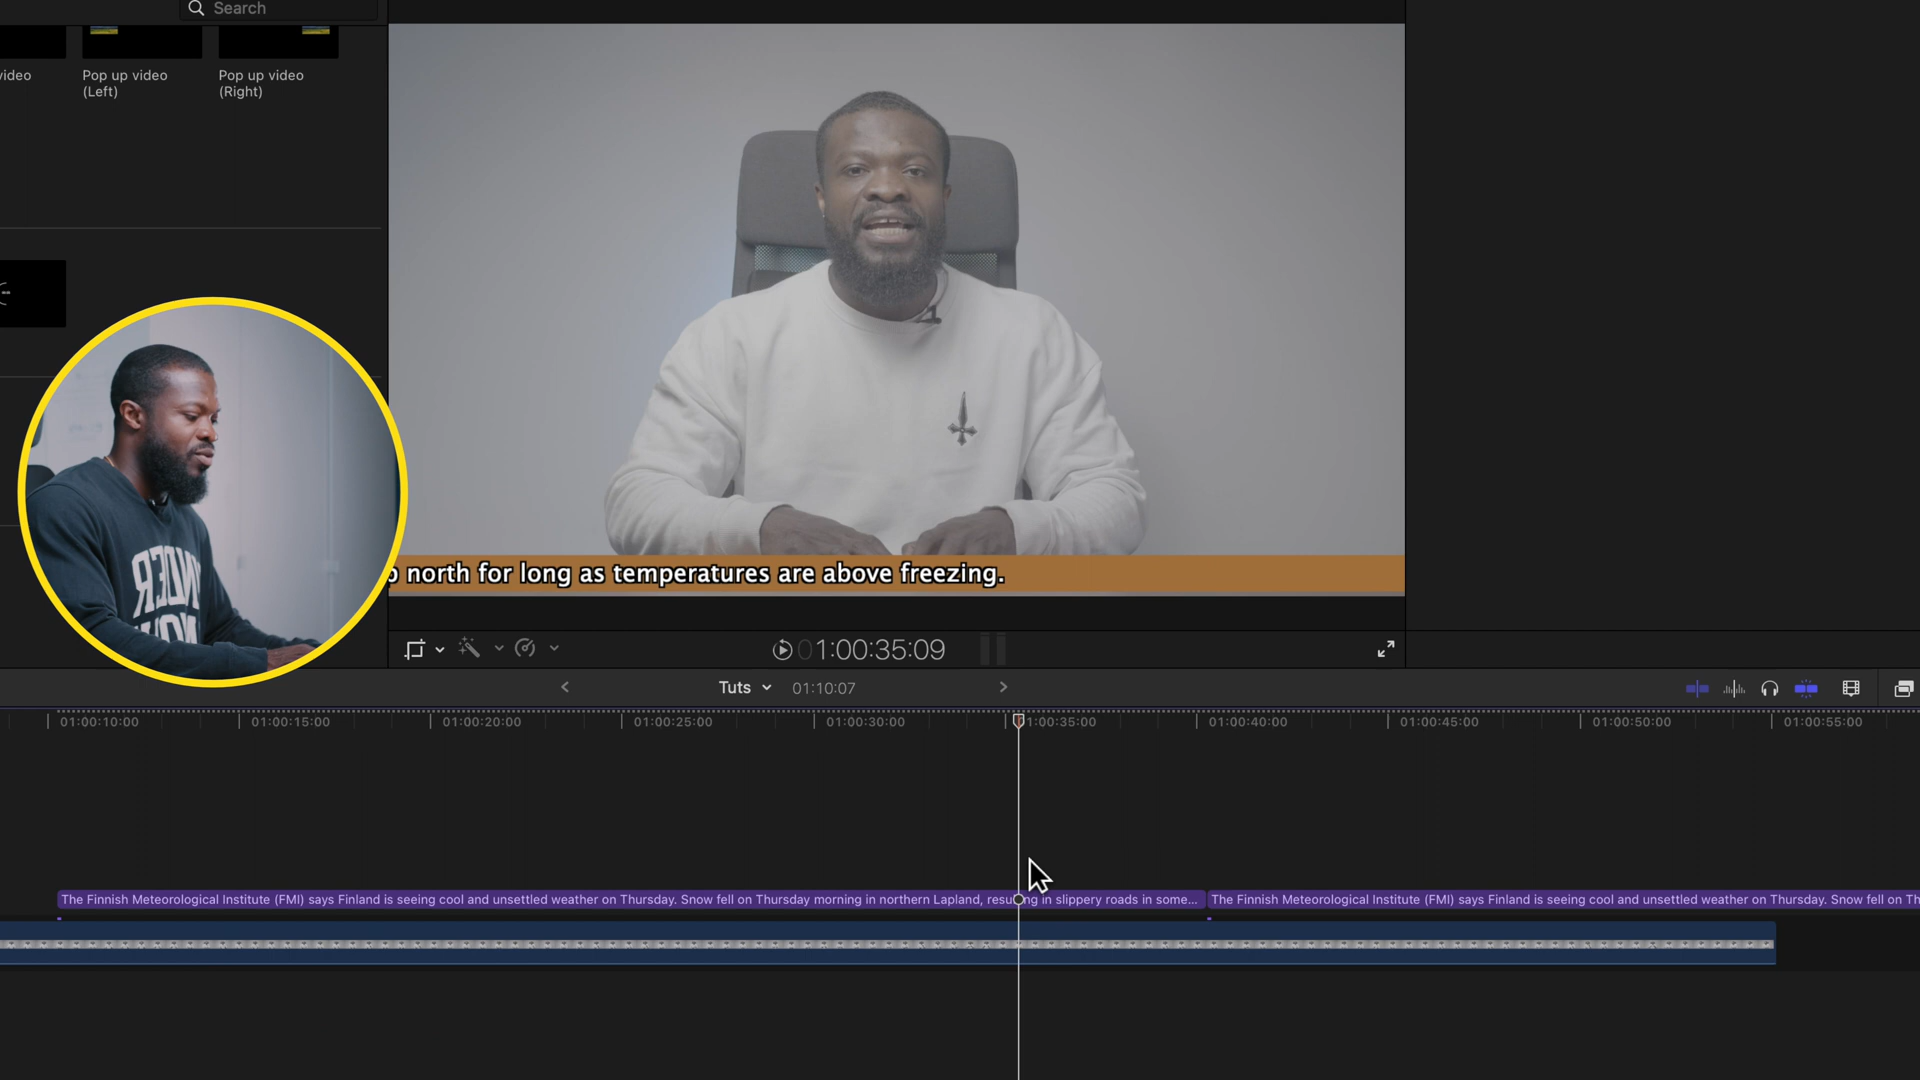 Search
video
Pop up video
(Left)
Pop up video
(Right)
north for long as temperatures are above freezing.
01:00:35:09
Tuts
01:10:07
01:00:10:00
01:00:15:00
01:00:20:00
01:00:25:00
01:00:30:00
01:00:35:00
01:00:40:00
01:00:45:00
01:00:50:00
01:00:55:00
The Finnish Meteorological Institute (FMI) says Finland is seeing cool and unsettled weather on Thursday. Snow fell on Thursday morning in northern Lapland, resulting in slippery roads in some...
The Finnish Meteorological Institute (FMI) says Finland is seeing cool and unsettled weather on Thursday. Snow fell on Th